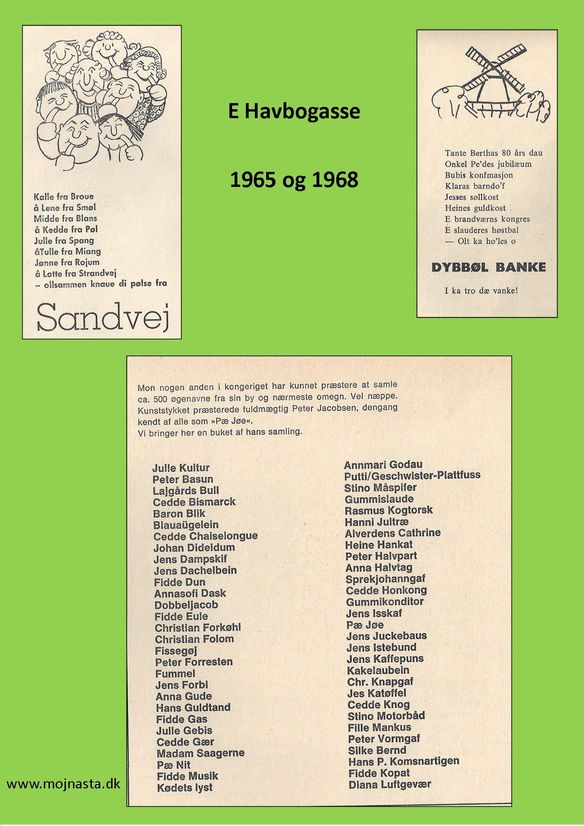 E Havbogasse
1965 og 1968
Kalle fra Broue
å Lene fra Smøl
Midde fra Blans
å Kedde fra Pøl
Julle fra Spang
åTulle fra Miang
Jønne fra Rojum
å Lotte fra Strandvej
– ollsammen knaue di pølse fra
Sandvej
Tante Berthas 80 års dau
Onkel Pe'des jubilæum
Bubis konfmasjon
Klaras barndo'f
Jesses søllkost
Heines guldkost
E brandværns kongres
E slauderes høstbal
— Olt ka ho'les o
DYBBØL BANKE
I ka tro dæ vanke!
Mon nogen anden i kongeriget har kunnet præstere at samle
ca. 500 øgenavne fra sin by og nærmeste omegn. Vel næppe.
Kunststykket præsterede fuldmægtig Peter Jacobsen, dengang
kendt af alle som »Pæ Jøe«.
Vi bringer her en buket af hans samling.
Julle Kultur
Peter Basun
Lajgårds Bull
Cedde Bismarck
Baron Blik
Blauaügelein
Cedde Chaiselongue
Johan Dideldum
Jens Dampskif
Jens Dachelbein
Fidde Dun
Annasofi Dask
Dobbeljacob
Fidde Eule
Christian Forkøhl
Christian Folom
Fissegøj
Peter Forresten
Fummel
Jens Forbi
Anna Gude
Hans Guldtand
Fidde Gas
Julle Gebis
Cedde Gær
Madam Saagerne
Pæ Nit
Fidde Musik
Kødets lyst
Annmari Godau
Putti/Geschwister-Plattfuss
Stino Måspifer
Gummislaude
Rasmus Kogtorsk
Hanni Jultræ
Alverdens Cathrine
Heine Hankat
Peter Halvpart
Anna Halvtag
Sprekjohanngaf
Cedde Honkong
Gummikonditor
Jens Isskaf
Pæ Jøe
Jens Juckebaus
Jens Istebund
Jens Kaffepuns
Kakelaubein
Chr. Knapgaf
Jes Katøffel
Cedde Knog
Stino Motorbåd
Fille Mankus
Peter Vormgaf
Silke Bernd
Hans P. Komsnartigen
Fidde Kopat
Diana Luftgevær
www.mojnasta.dk